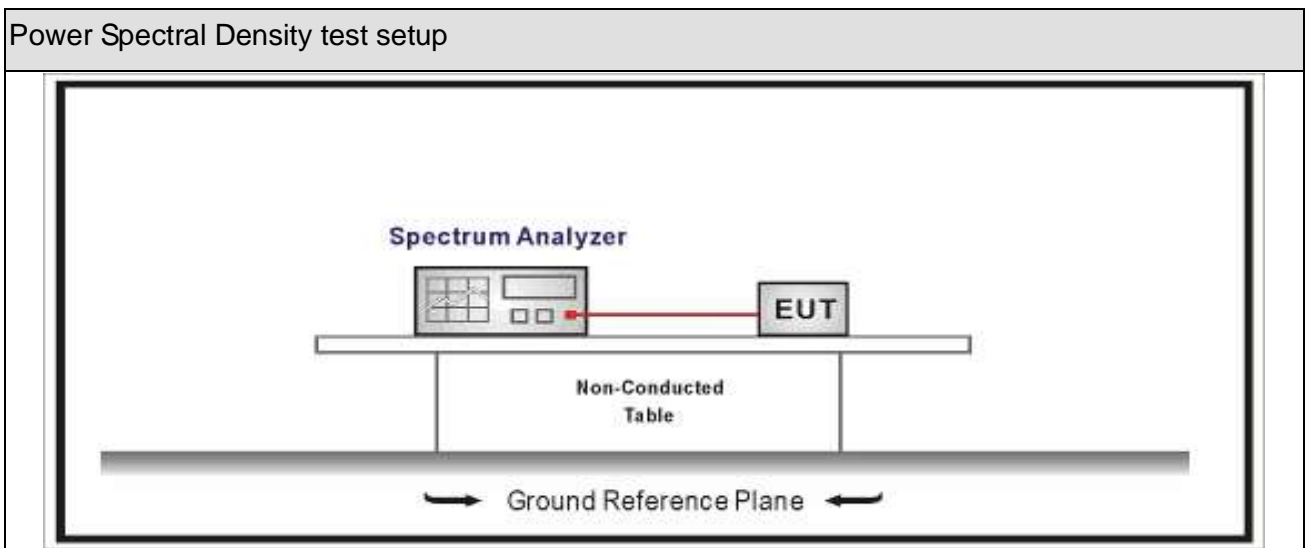 Power Spectral Density test setup
Spectrum Analyzer
EUT
Non-Conducted
Table
Ground Reference Plane